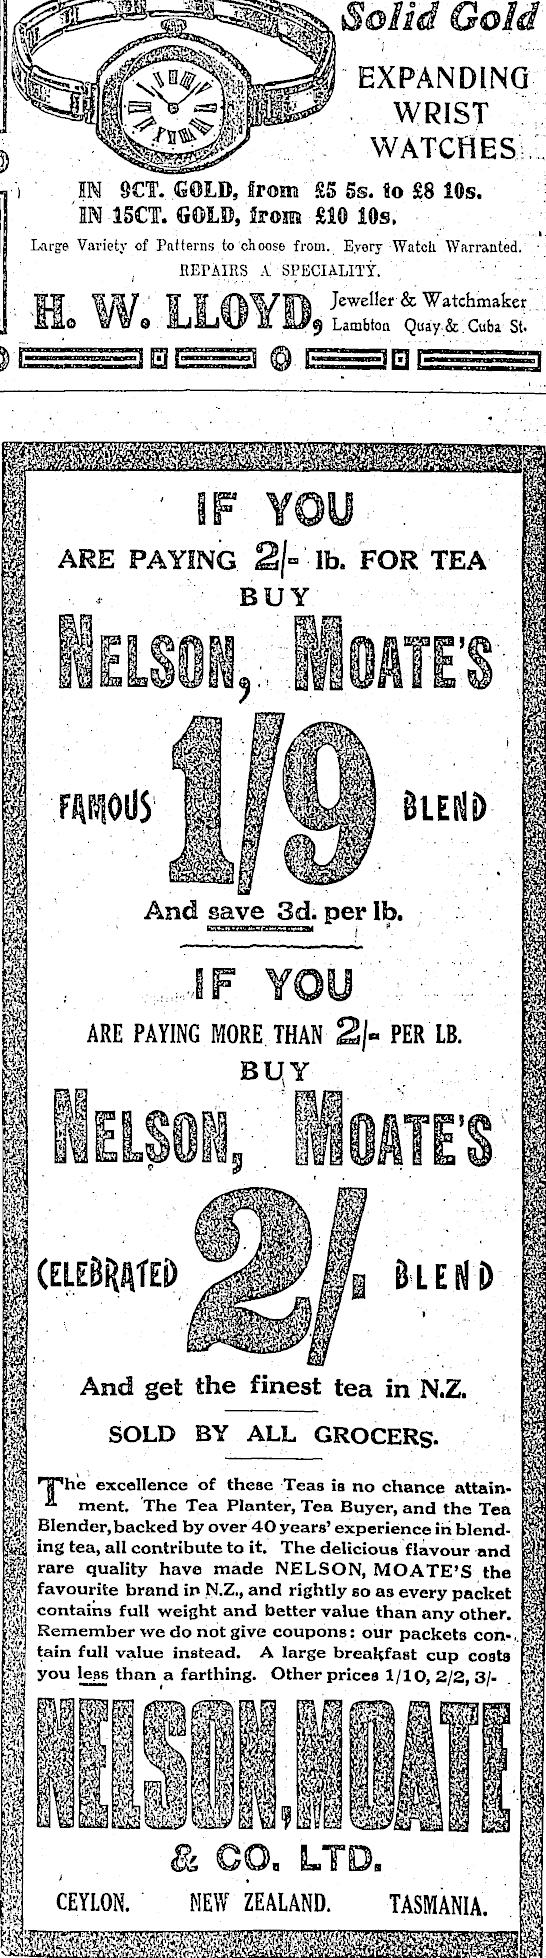 Solid Gold
EXPANDING
WRIST
WATCHES
IN 9CT. GOLD, from £5 5s. to £8 10s.
IN 15CT. GOLD, from £10 10s.
Large Variety of Patterns to choose from. Every Watch Warranted.
REPAIRS A SPECIALITY.
H. W. LLOYD,
Jeweller & Watchmaker
Lambton Quay & Cuba St.
IF YOU
ARE PAYING 2/- lb. FOR TEA
BUY
NELSON, MOATE'S
FAMOUS 1/9 BLEND
And save 3d. per lb.
IF YOU
ARE PAYING MORE THAN 2/- PER LB.
BUY
NELSON, MOATE'S
CELEBRATED 2/- BLEND
And get the finest tea in N.Z.
SOLD BY ALL GROCERS.
The excellence of these Teas is no chance attain-
ment. The Tea Planter, Tea Buyer, and the Tea
Blender, backed by over 40 years' experience in blend-
ing tea, all contribute to it. The delicious flavour and
rare quality have made NELSON, MOATE'S the
favourite brand in N.Z., and rightly so as every packet
contains full weight and better value than any other.
Remember we do not give coupons: our packets con-
tain full value instead. A large breakfast cup costs
you less than a farthing. Other prices 1/10, 2/2, 3/-
NELSON, MOATE
& CO. LTD.
CEYLON. NEW ZEALAND. TASMANIA.